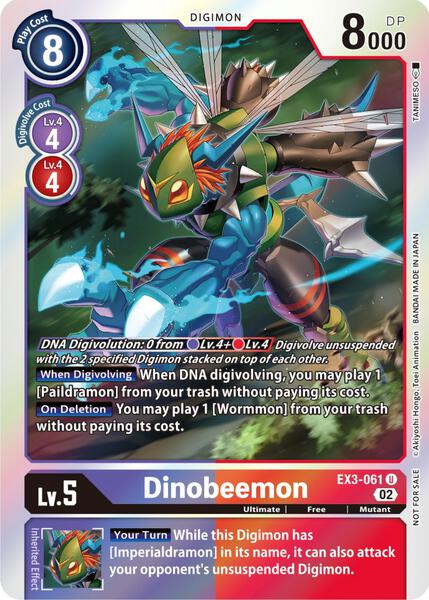 DIGIMON
Play Cost
8
8000 DP
Digivolve Cost
Lv.4
4
Lv.4
4
TANIMESO
DNA Digivolution: 0 from Lv.4+ Lv.4 Digivolve unsuspended
with the 2 specified Digimon stacked on top of each other.
When Digivolving When DNA digivolving, you may play 1
[Paildramon] from your trash without paying its cost.
On Deletion You may play 1 [Wormmon] from your trash
without paying its cost.
©Akiyoshi Hongo, Toei Animation BANDAI MADE IN JAPAN
NOT FOR SALE
Lv.5
Dinobeemon
EX3-061 U
02
Ultimate | Free | Mutant
Inherited Effect
Your Turn While this Digimon has
[Imperialdramon] in its name, it can also attack
your opponent's unsuspended Digimon.